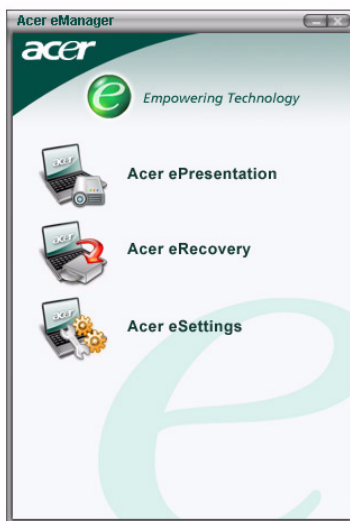 Acer eManager
acer
e Empowering Technology
Acer ePresentation
Acer eRecovery
Acer eSettings
e